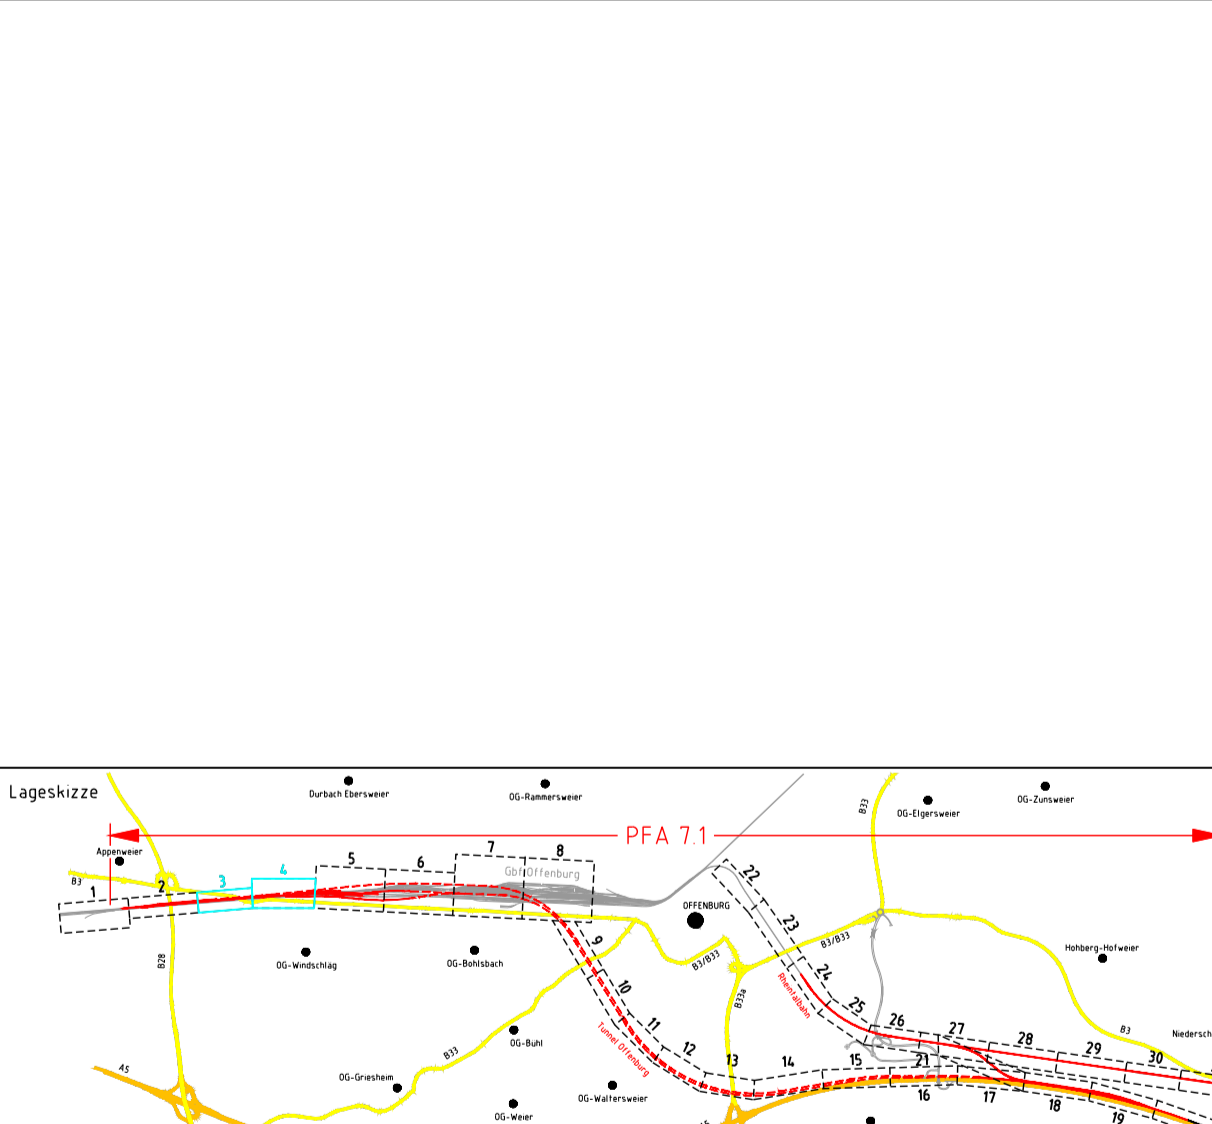 Lageskizze
Durbach Ebersweier
OG-Rammersweier
OG-Elgersweier
OG-Zunsweier
B33
PFA 7.1
Appenweier
B3
1
2
3
4
5
6
7
8
Gbf Offenburg
22
OFFENBURG
23
B3/B33
B3/B33
Hohberg-Hofweier
B28
OG-Windschläg
OG-Bohlsbach
9
24
Rheintalbahn
B33a
10
25
26
27
28
29
30
B3
Niedersch
11
12
13
14
15
21
Tunnel Offenburg
OG-Bühl
B33
A5
OG-Griesheim
OG-Weier
OG-Waltersweier
16
17
18
19